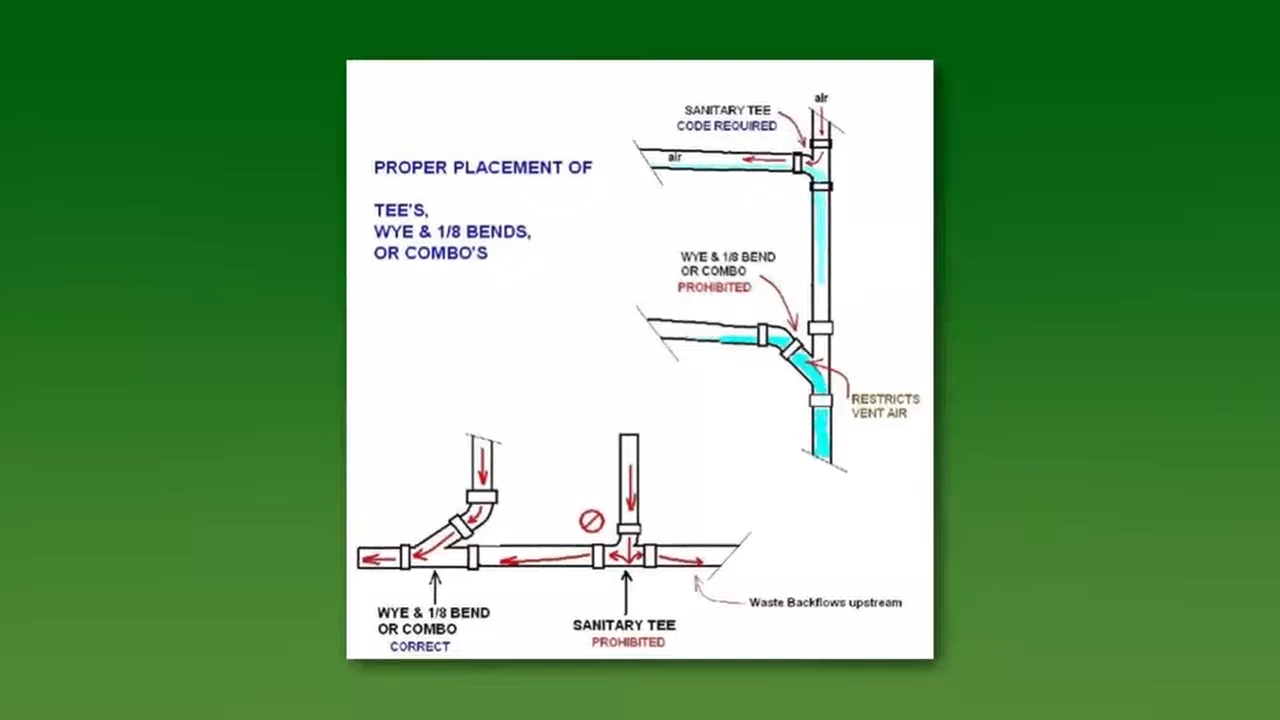 PROPER PLACEMENT OF
TEE'S,
WYE & 1/8 BENDS,
OR COMBO'S
air
SANITARY TEE
CODE REQUIRED
air
WYE & 1/8 BEND
OR COMBO
PROHIBITED
RESTRICTS
VENT AIR
Waste Backflows upstream
WYE & 1/8 BEND
OR COMBO
CORRECT
SANITARY TEE
PROHIBITED